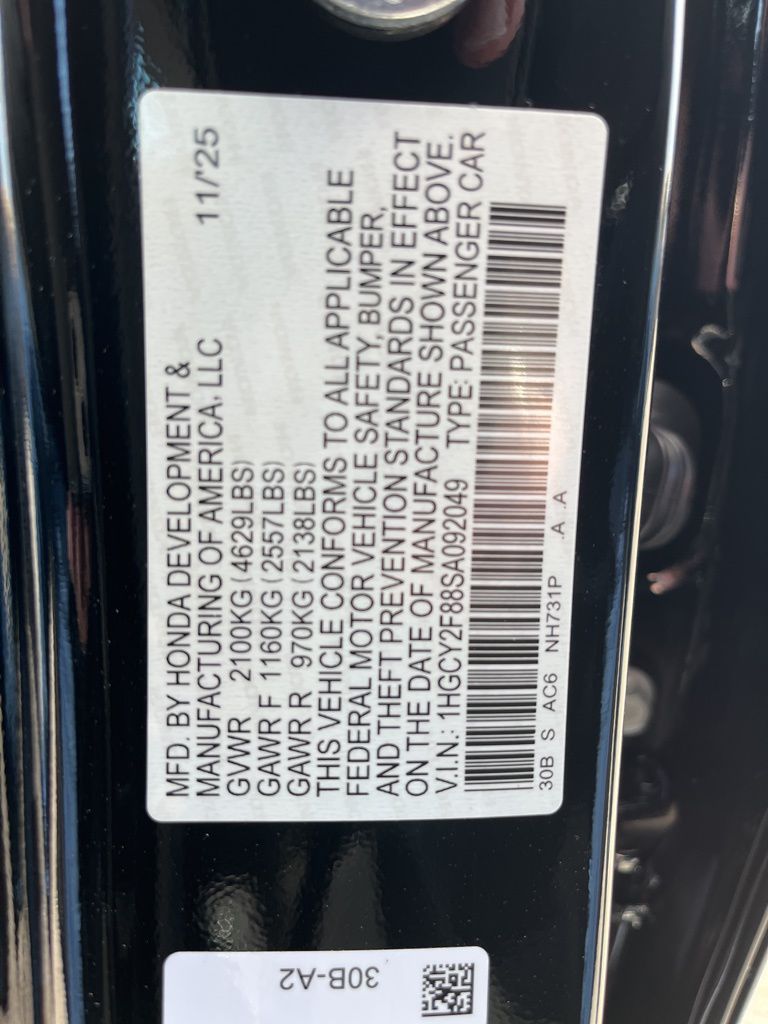 MFD. BY HONDA DEVELOPMENT &
MANUFACTURING OF AMERICA, LLC 11/'25
GVWR 2100KG (4629LBS)
GAWR F 1160KG (2557LBS)
GAWR R 970KG (2138LBS)
THIS VEHICLE CONFORMS TO ALL APPLICABLE
FEDERAL MOTOR VEHICLE SAFETY, BUMPER,
AND THEFT PREVENTION STANDARDS IN EFFECT
ON THE DATE OF MANUFACTURE SHOWN ABOVE.
V.I.N.: 1HGCY2F88SA092049 TYPE: PASSENGER CAR
30B S AC6 NH731P .A .A
30B-A2